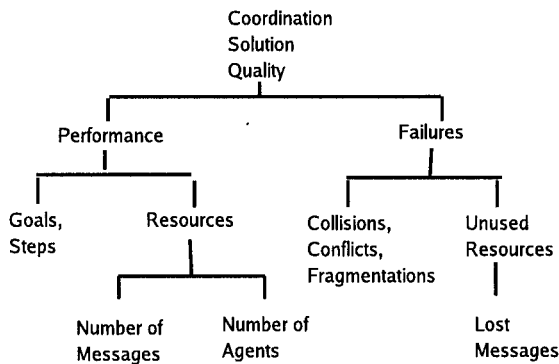 Coordination
Solution
Quality
Performance
Failures
Goals,
Steps
Resources
Collisions,
Conflicts,
Fragmentations
Unused
Resources
Number of
Messages
Number of
Agents
Lost
Messages